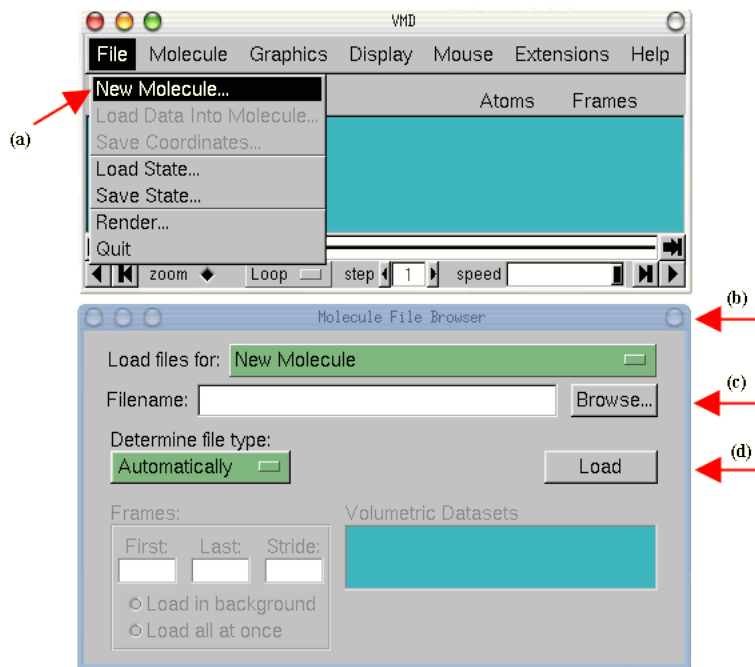 VMD
File Molecule Graphics Display Mouse Extensions Help
New Molecule...
Atoms Frames
Load Data Into Molecule...
(a)
Save Coordinates...
Load State...
Save State...
Render...
Quit
zoom Loop step 1 speed
(b)
Molecule File Browser
Load files for: New Molecule
(c)
Filename: Browse...
Determine file type:
(d)
Automatically Load
Frames: Volumetric Datasets
First: Last: Stride:
Load in background
Load all at once